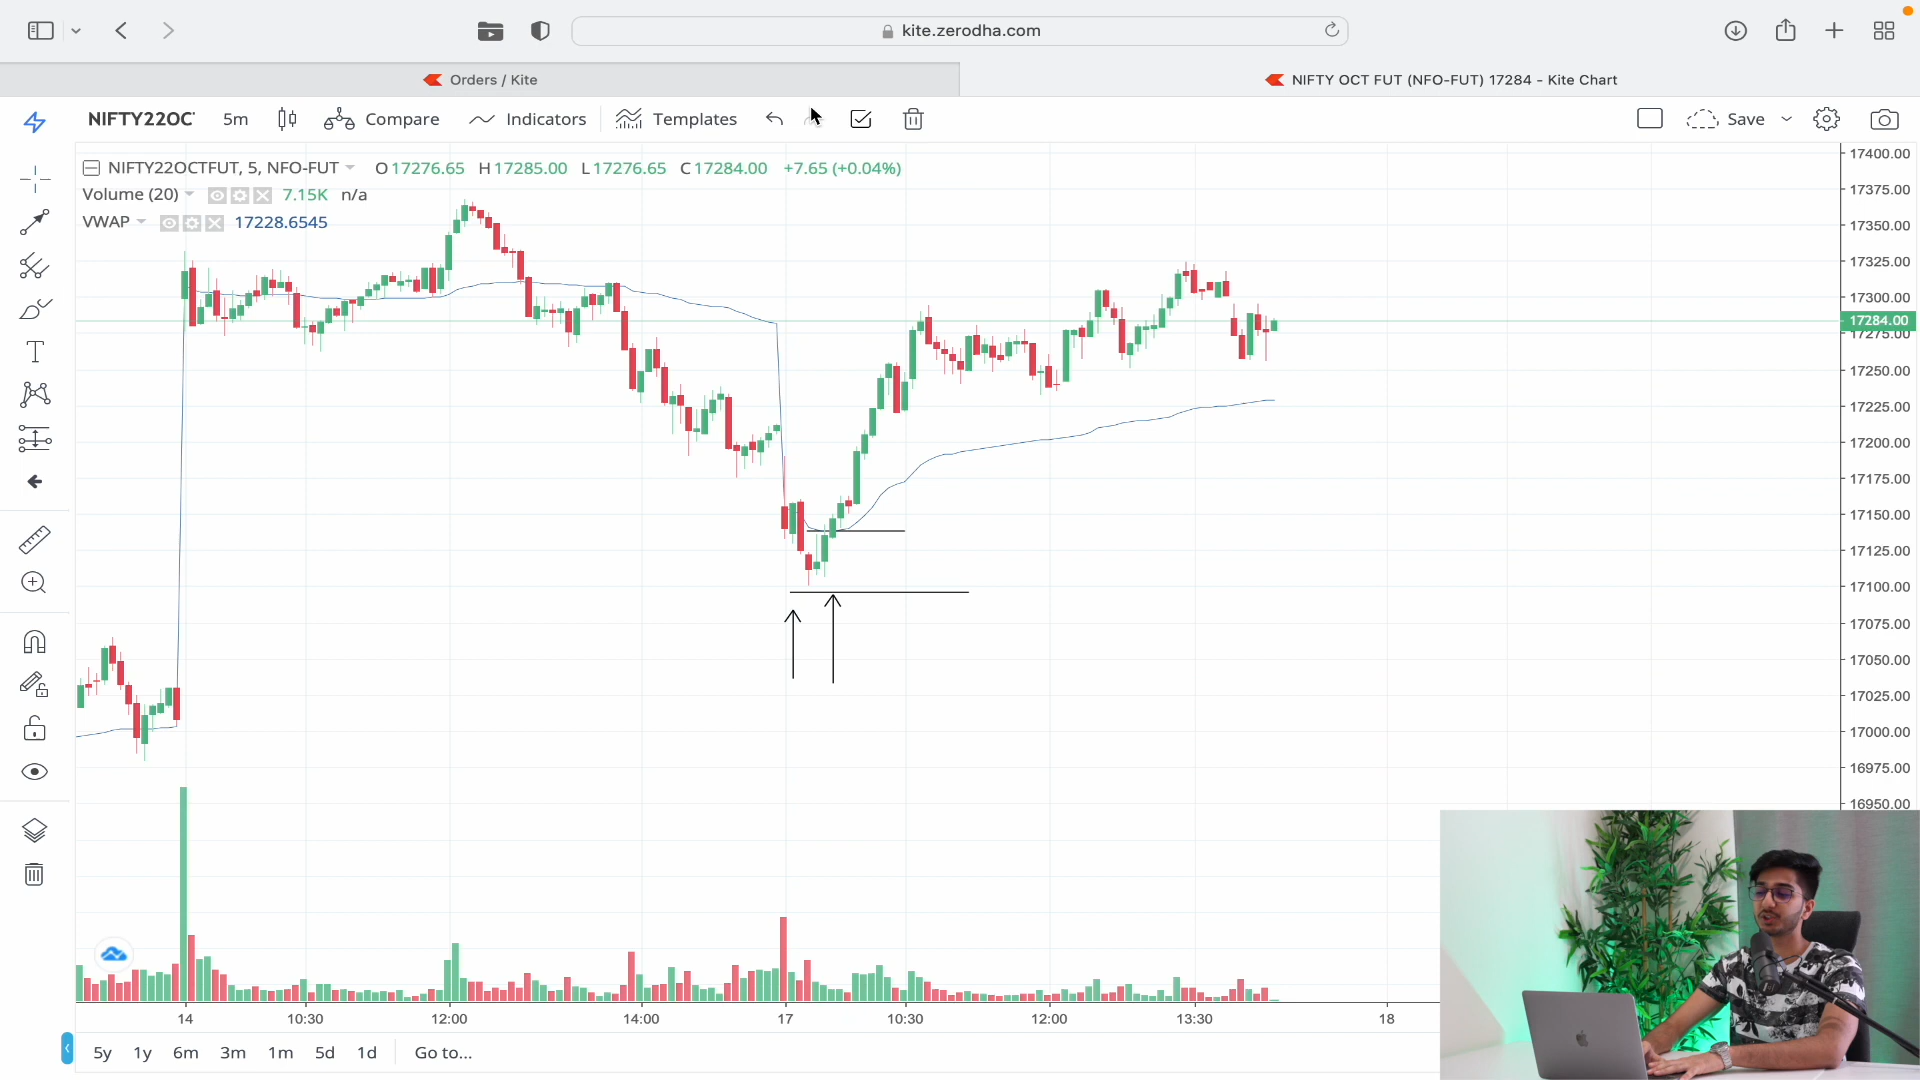 kite.zerodha.com
Orders / Kite
NIFTY OCT FUT (NFO-FUT) 17284 - Kite Chart
NIFTY22OC
5m
Compare
Indicators
Templates
Save
NIFTY22OCTFUT, 5, NFO-FUT
O 17276.65 H 17285.00 L 17276.65 C 17284.00 +7.65 (+0.04%)
Volume (20) 7.15K n/a
VWAP 17228.6545
17400.00
17375.00
17350.00
17325.00
17300.00
17284.00
17275.00
17250.00
17225.00
17200.00
17175.00
17150.00
17125.00
17100.00
17075.00
17050.00
17025.00
17000.00
16975.00
16950.00
14 10:30 12:00 14:00 17 10:30 12:00 13:30 18
5y 1y 6m 3m 1m 5d 1d Go to...